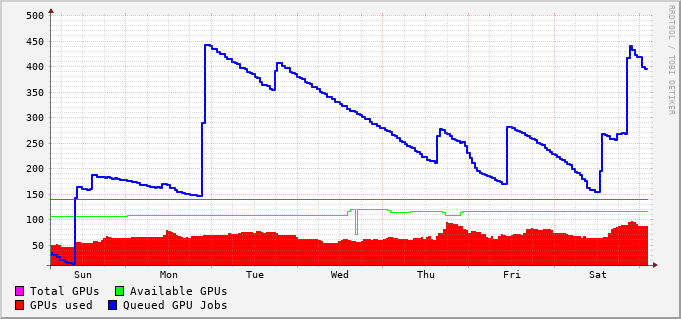 500
450
400
350
300
250
200
150
100
50
Sun Mon Tue Wed Thu Fri Sat
Total GPUs Available GPUs
GPUs used Queued GPU Jobs
RRDTOOL / TOBI OETIKER